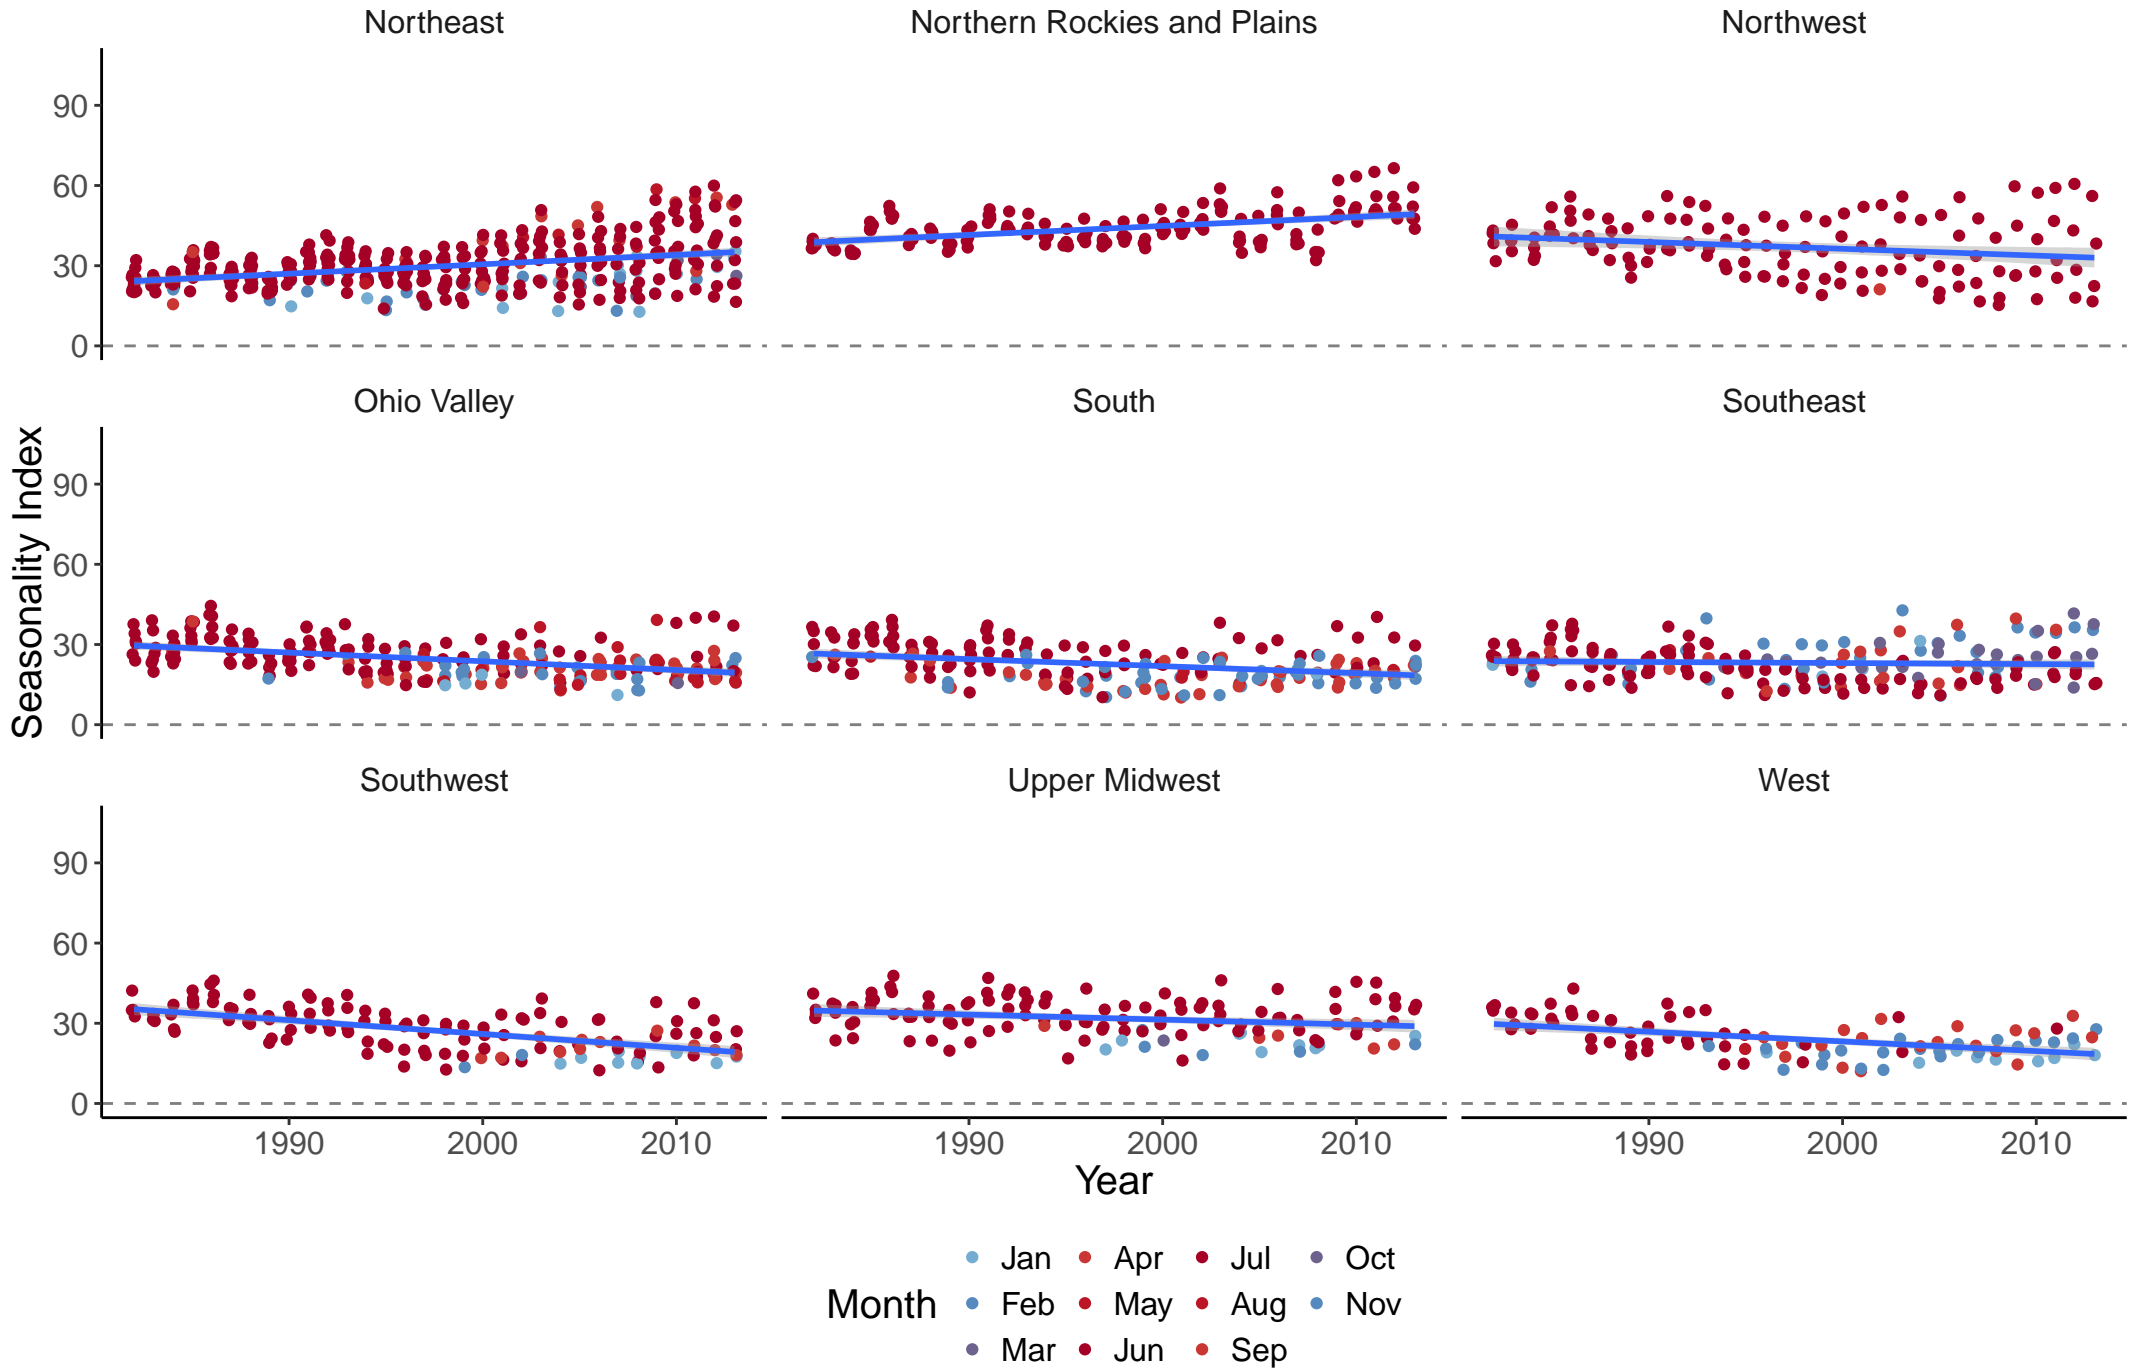 Northeast Northern Rockies and Plains Northwest
90
60
30
0
Ohio Valley South Southeast
Seasonality Index
90
60
30
0
Southwest Upper Midwest West
90
60
30
0
1990 2000 2010 1990 2000 2010 1990 2000 2010
Year
Month
Jan Apr Jul Oct
Feb May Aug Nov
Mar Jun Sep